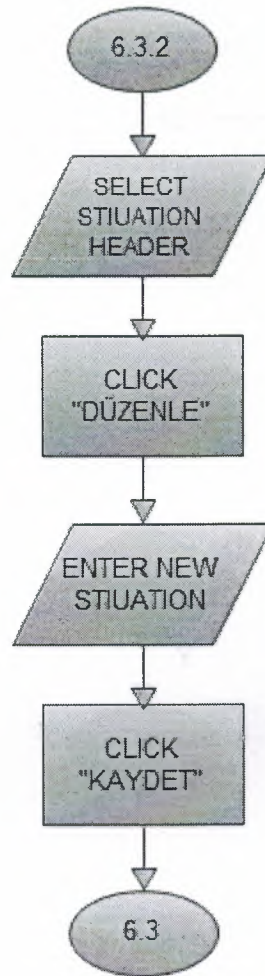 6.3.2
SELECT
STIUATION
HEADER
CLICK
"DÜZENLE"
ENTER NEW
STIUATION
CLICK
"KAYDET"
6.3